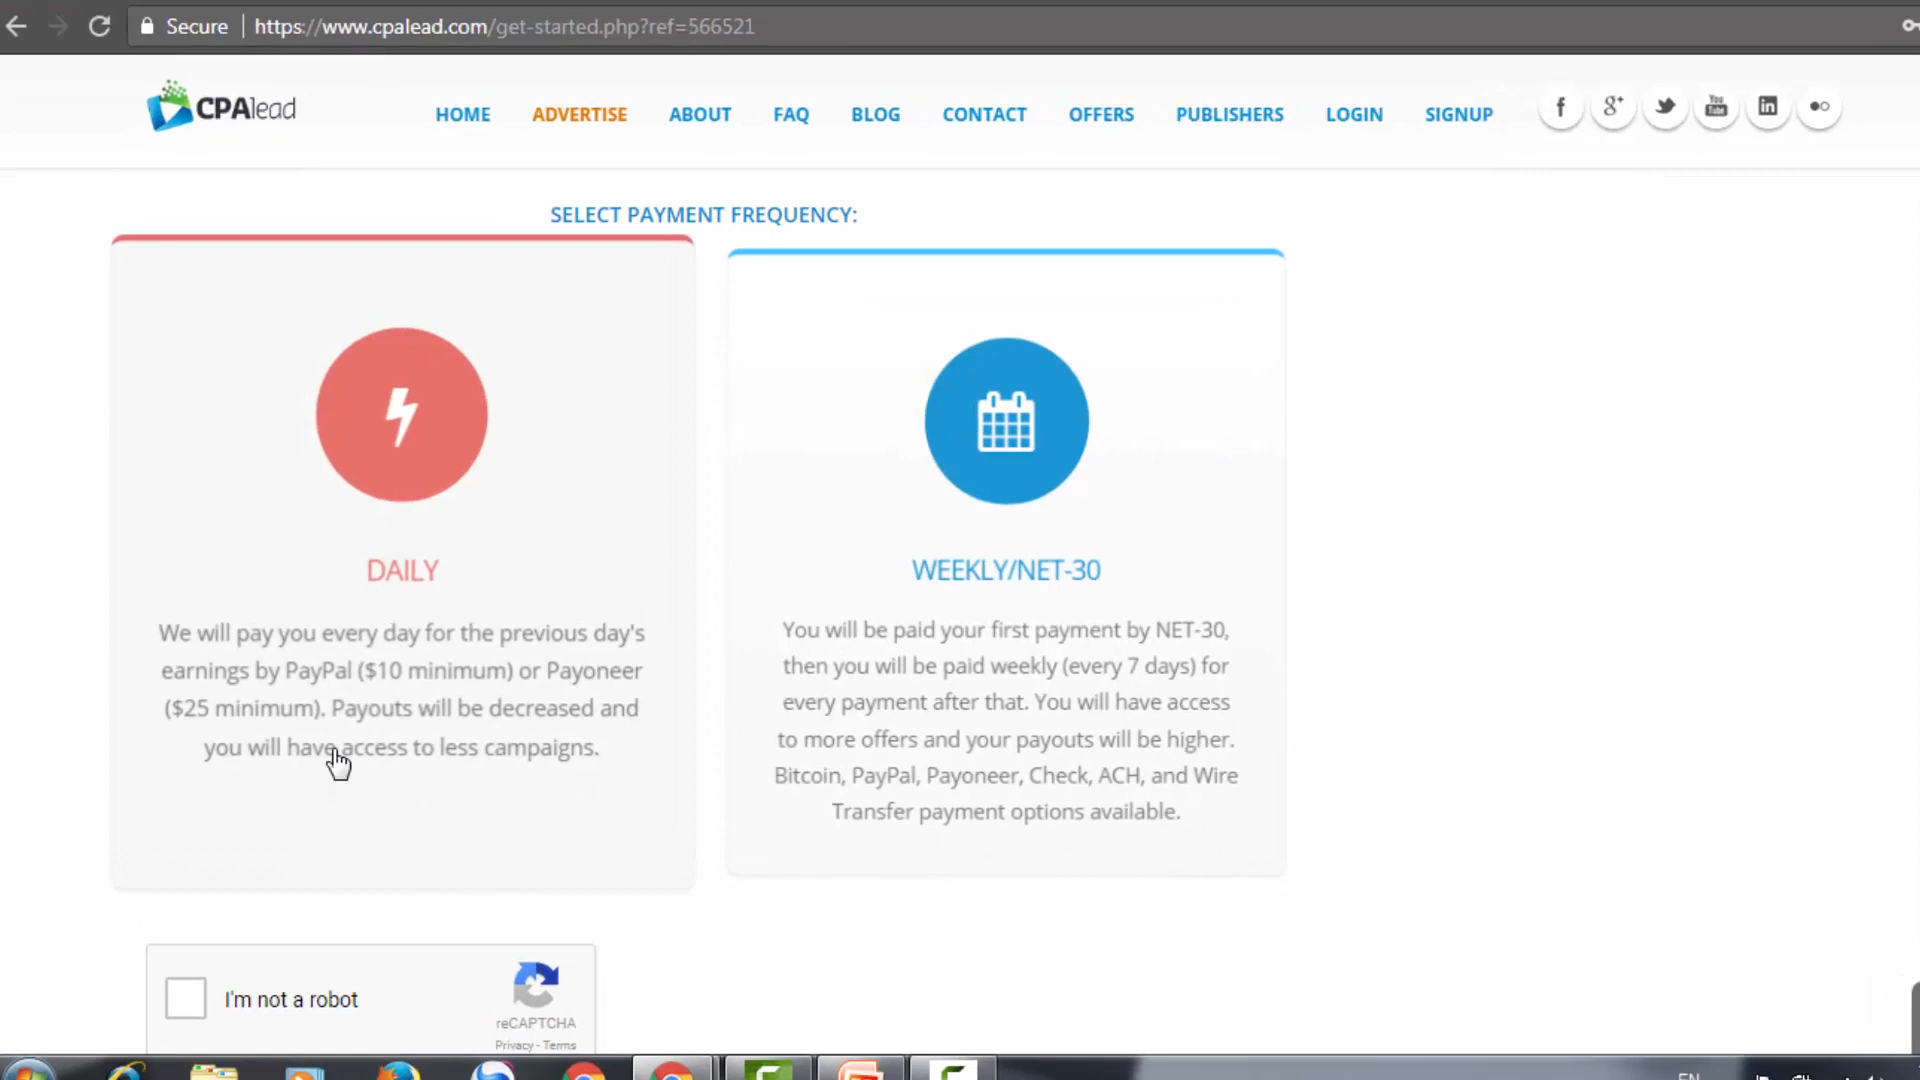 Secure
https://www.cpalead.com/get-started.php?ref=566521
CPAlead
HOME
ADVERTISE
ABOUT
FAQ
BLOG
CONTACT
OFFERS
PUBLISHERS
LOGIN
SIGNUP
f
g+
You Tube
in
SELECT PAYMENT FREQUENCY:
DAILY
We will pay you every day for the previous day's
earnings by PayPal ($10 minimum) or Payoneer
($25 minimum). Payouts will be decreased and
you will have access to less campaigns.
WEEKLY/NET-30
You will be paid your first payment by NET-30,
then you will be paid weekly (every 7 days) for
every payment after that. You will have access
to more offers and your payouts will be higher.
Bitcoin, PayPal, Payoneer, Check, ACH, and Wire
Transfer payment options available.
I'm not a robot
reCAPTCHA
Privacy - Terms
EN